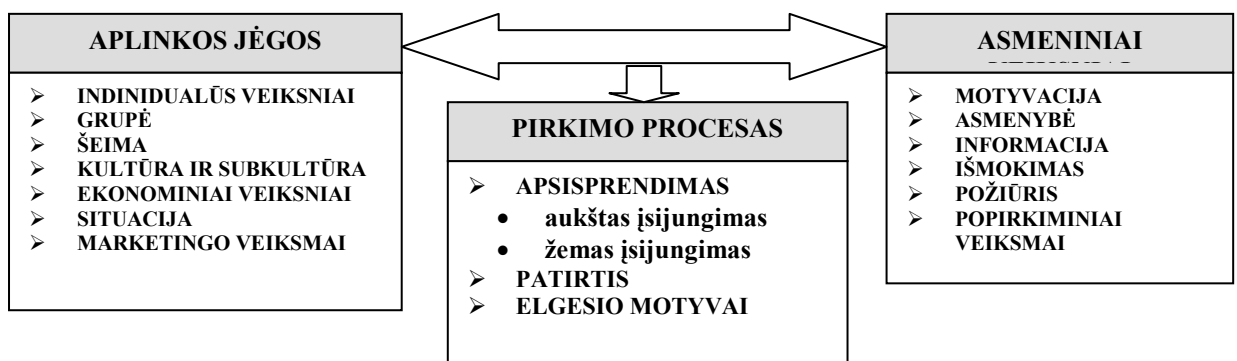 APLINKOS JĖGOS
INDINIDUALŪS VEIKSNIAI
GRUPĖ
ŠEIMA
KULTŪRA IR SUBKULTŪRA
EKONOMINIAI VEIKSNIAI
SITUACIJA
MARKETINGO VEIKSMAI
PIRKIMO PROCESAS
APSISPRENDIMAS
aukštas įsijungimas
žemas įsijungimas
PATIRTIS
ELGESIO MOTYVAI
ASMENINIAI
MOTYVACIJA
ASMENYBĖ
INFORMACIJA
IŠMOKIMAS
POŽIŪRIS
POPIRKIMINIAI
VEIKSMAI